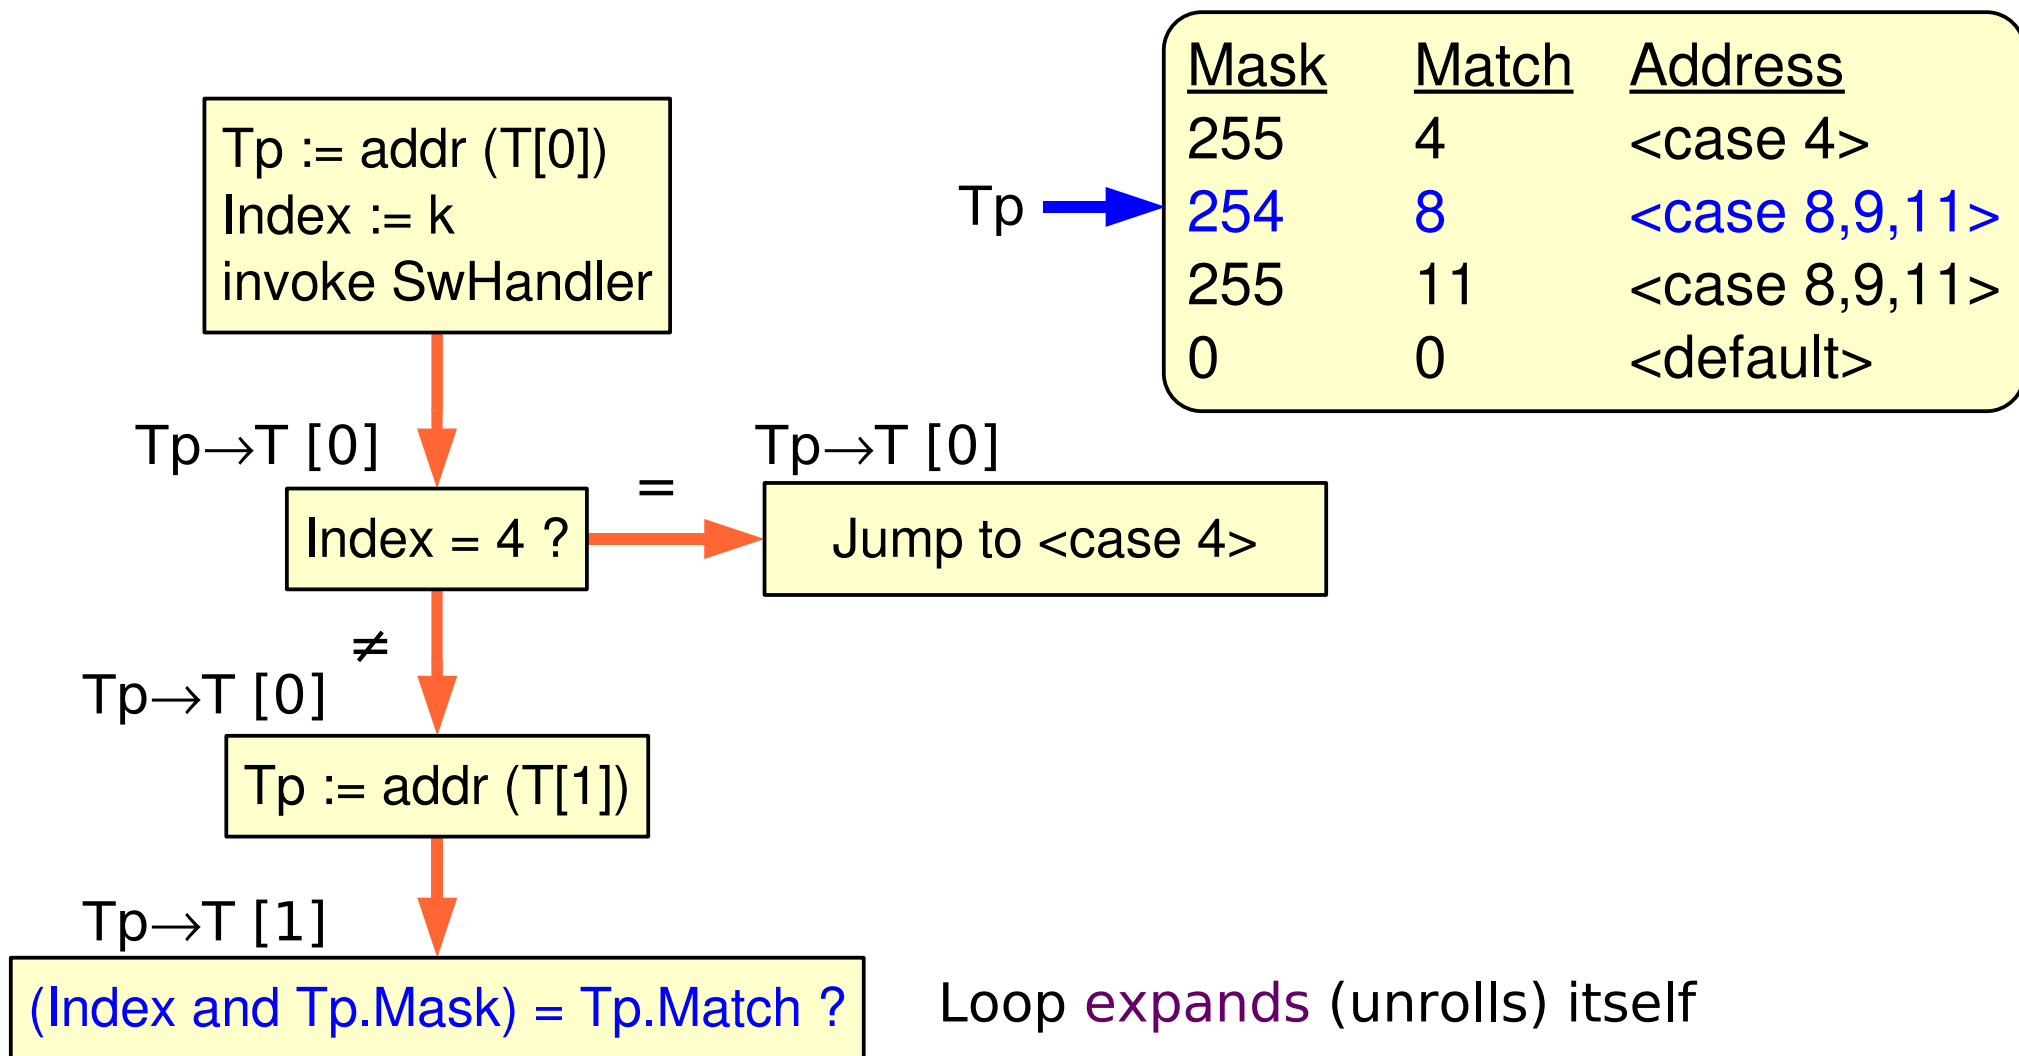 Mask Match Address
255 4 <case 4>
254 8 <case 8,9,11>
255 11 <case 8,9,11>
0 0 <default>
Tp
Tp := addr (T[0])
Index := k
invoke SwHandler
Tp→T [0]
Index = 4 ?
=
Tp→T [0]
Jump to <case 4>
≠
Tp→T [0]
Tp := addr (T[1])
Tp→T [1]
(Index and Tp.Mask) = Tp.Match ?
Loop expands (unrolls) itself